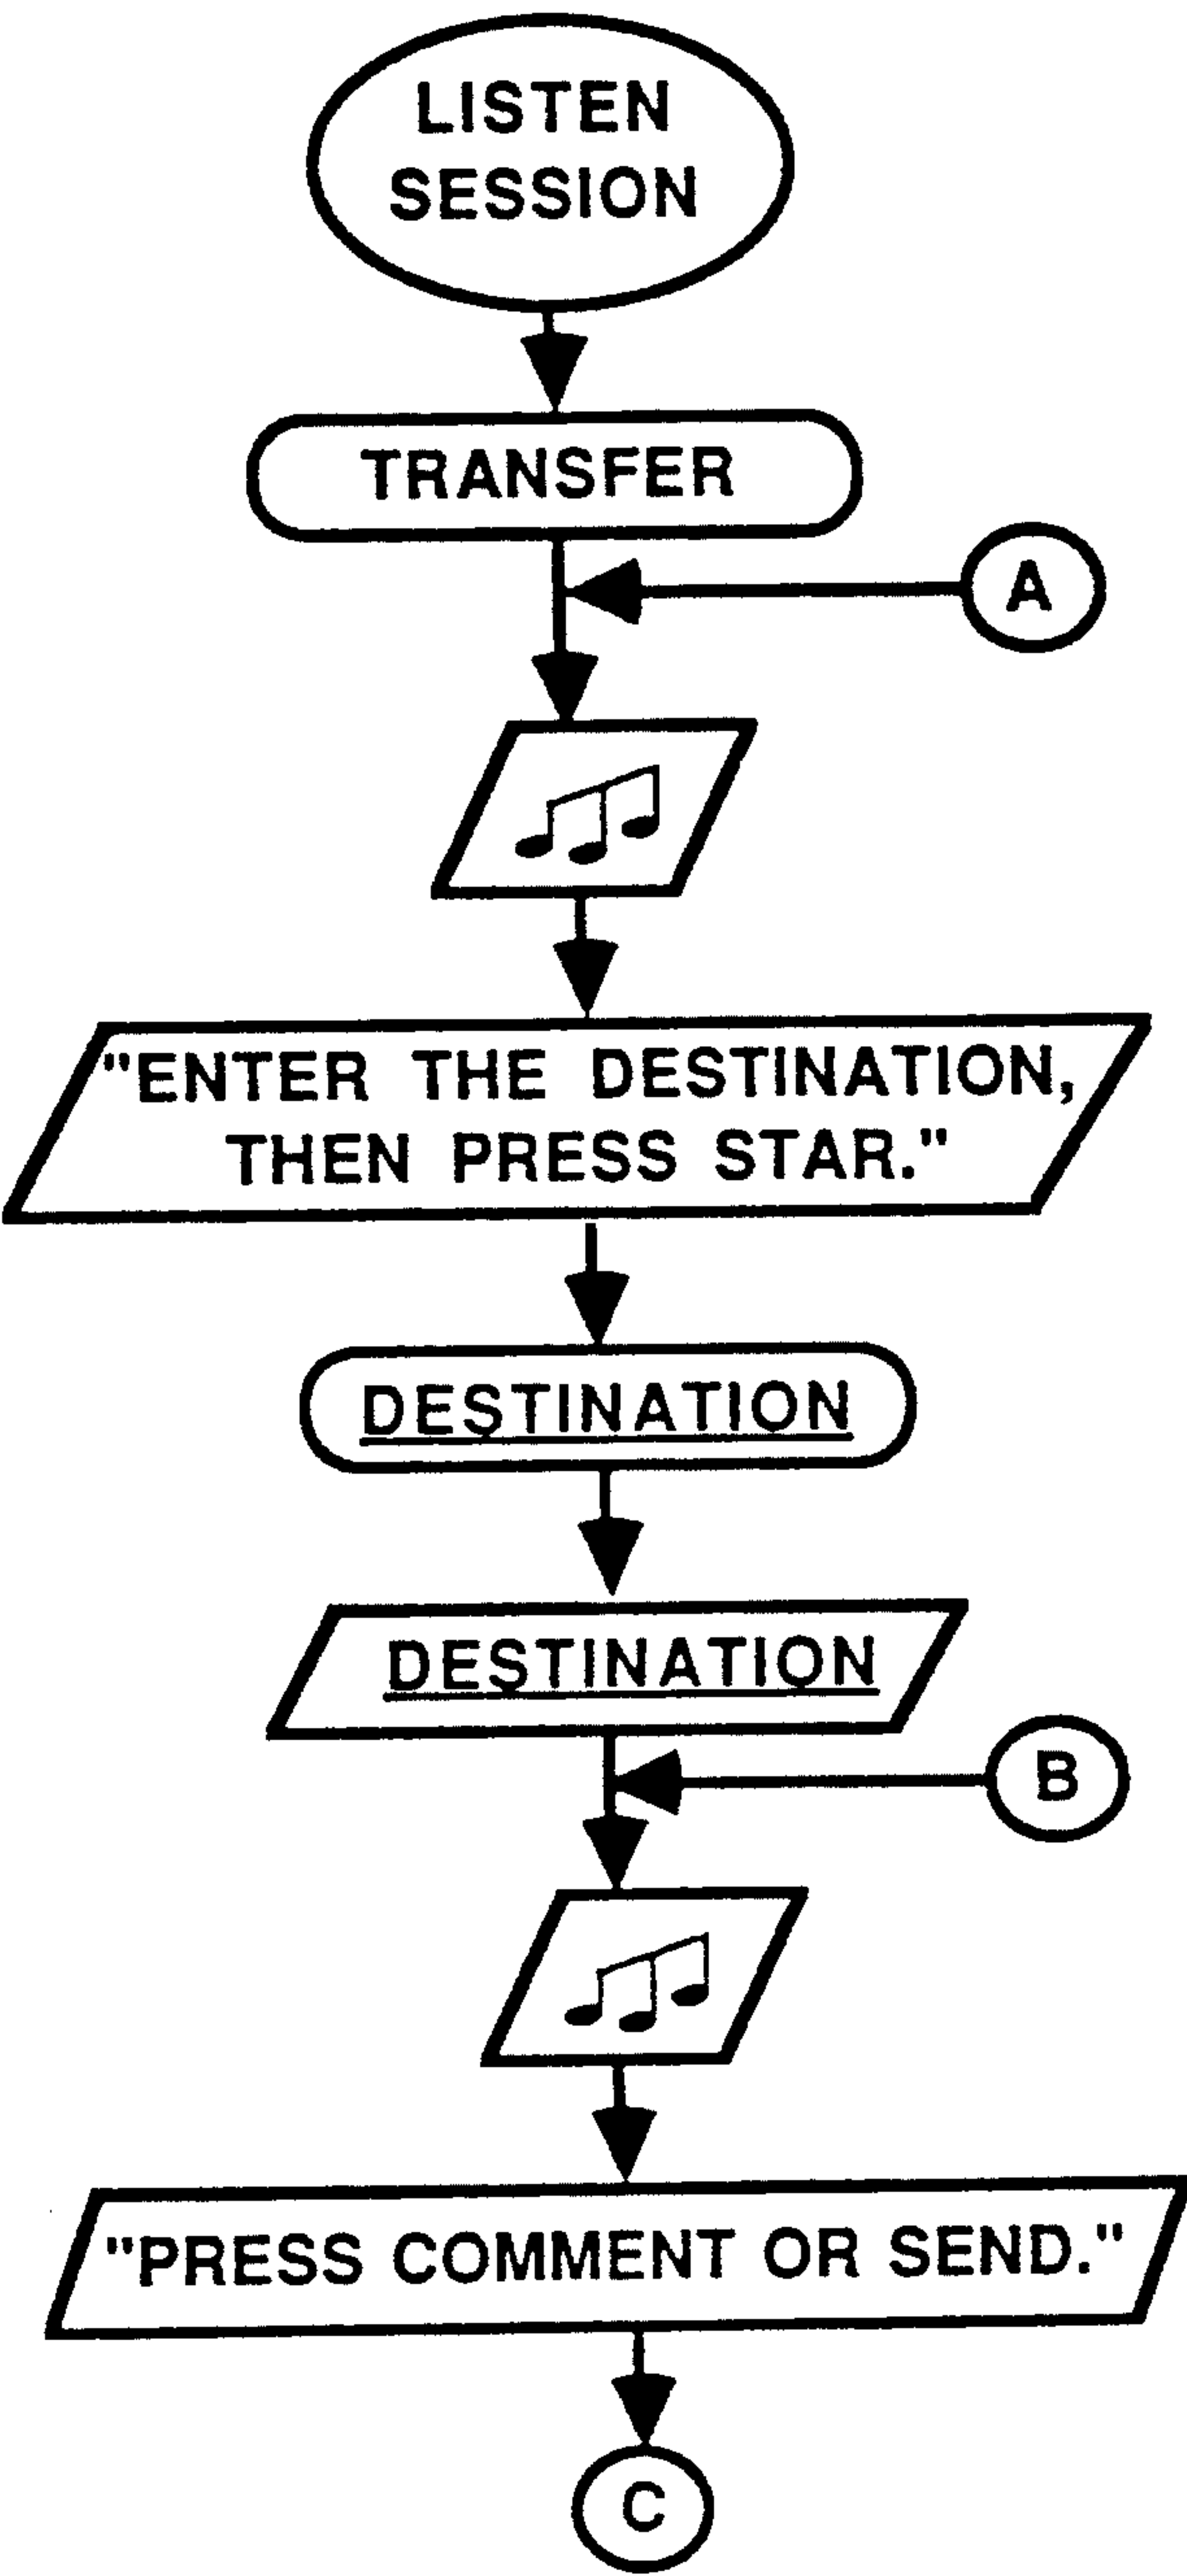 LISTEN
SESSION
TRANSFER
A
"ENTER THE DESTINATION,
THEN PRESS STAR."
DESTINATION
DESTINATION
B
"PRESS COMMENT OR SEND."
C